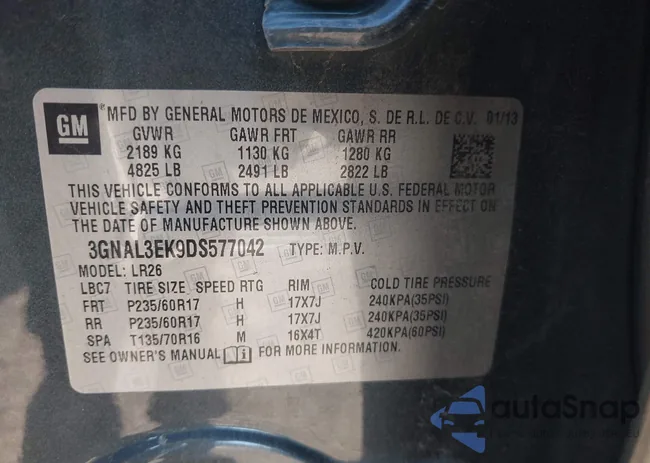 GM
MFD BY GENERAL MOTORS DE MEXICO, S. DE R.L. DE C.V. 01/13
GVWR GAWR FRT GAWR RR
2189 KG 1130 KG 1280 KG
4825 LB 2491 LB 2822 LB
THIS VEHICLE CONFORMS TO ALL APPLICABLE U.S. FEDERAL MOTOR
VEHICLE SAFETY AND THEFT PREVENTION STANDARDS IN EFFECT ON
THE DATE OF MANUFACTURE SHOWN ABOVE.
3GNAL3EK9DS577042 TYPE: M.P.V.
MODEL: LR26
LBC7 TIRE SIZE SPEED RTG RIM COLD TIRE PRESSURE
FRT P235/60R17 H 17X7J 240KPA(35PSI)
RR P235/60R17 H 17X7J 240KPA(35PSI)
SPA T135/70R16 M 16X4T 420KPA(60PSI)
SEE OWNER'S MANUAL FOR MORE INFORMATION.
autoSnap